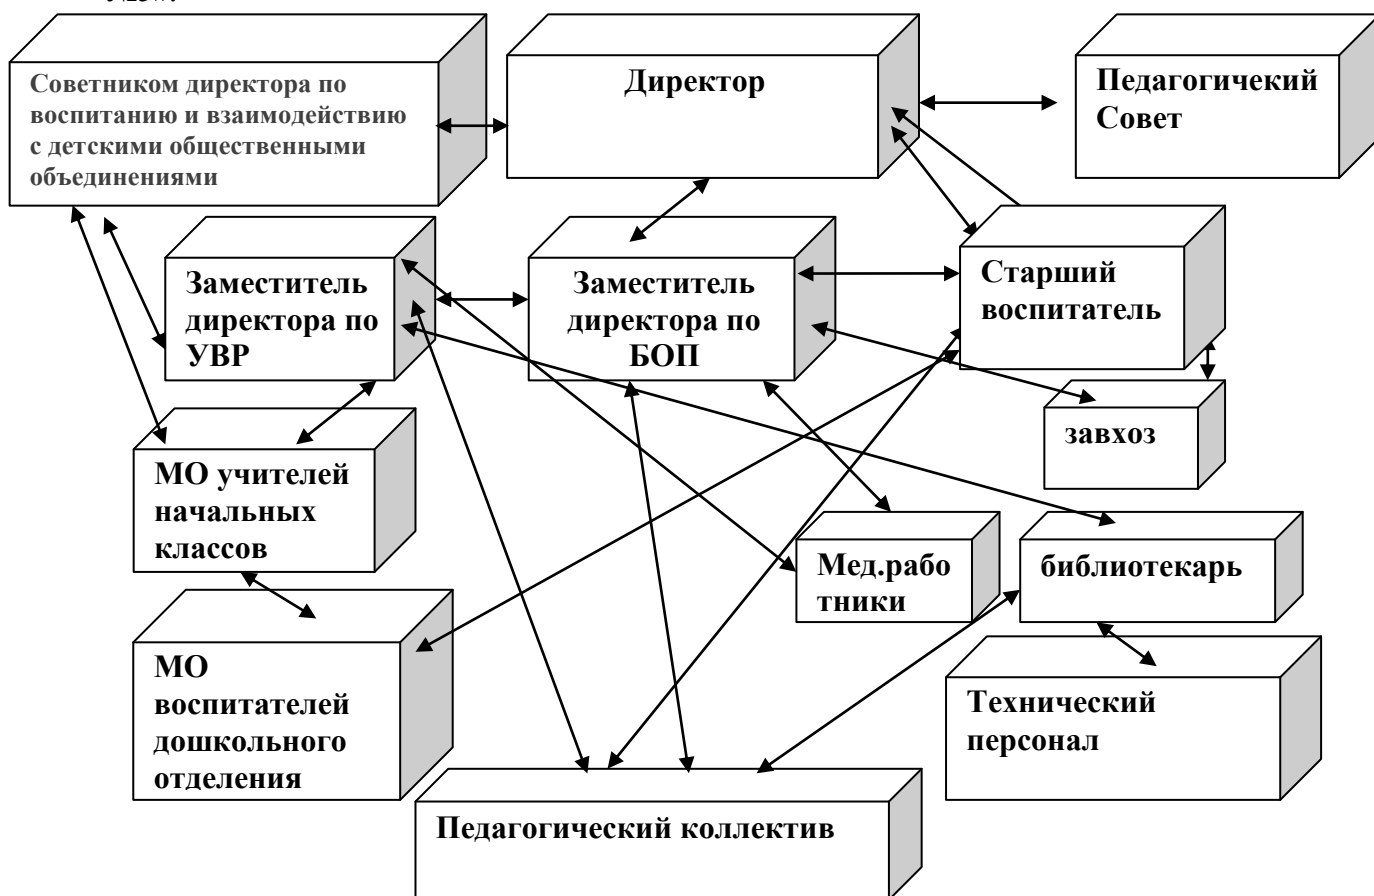 Советником директора по
воспитанию и взаимодействию
с детскими общественными
объединениями
Директор
Педагогичекий
Совет
Заместитель
директора по
УВР
Заместитель
директора по
БОП
Старший
воспитатель
завхоз
МО учителей
начальных
классов
Мед.рабо
тники
библиотекарь
МО
воспитателей
дошкольного
отделения
Технический
персонал
Педагогический коллектив